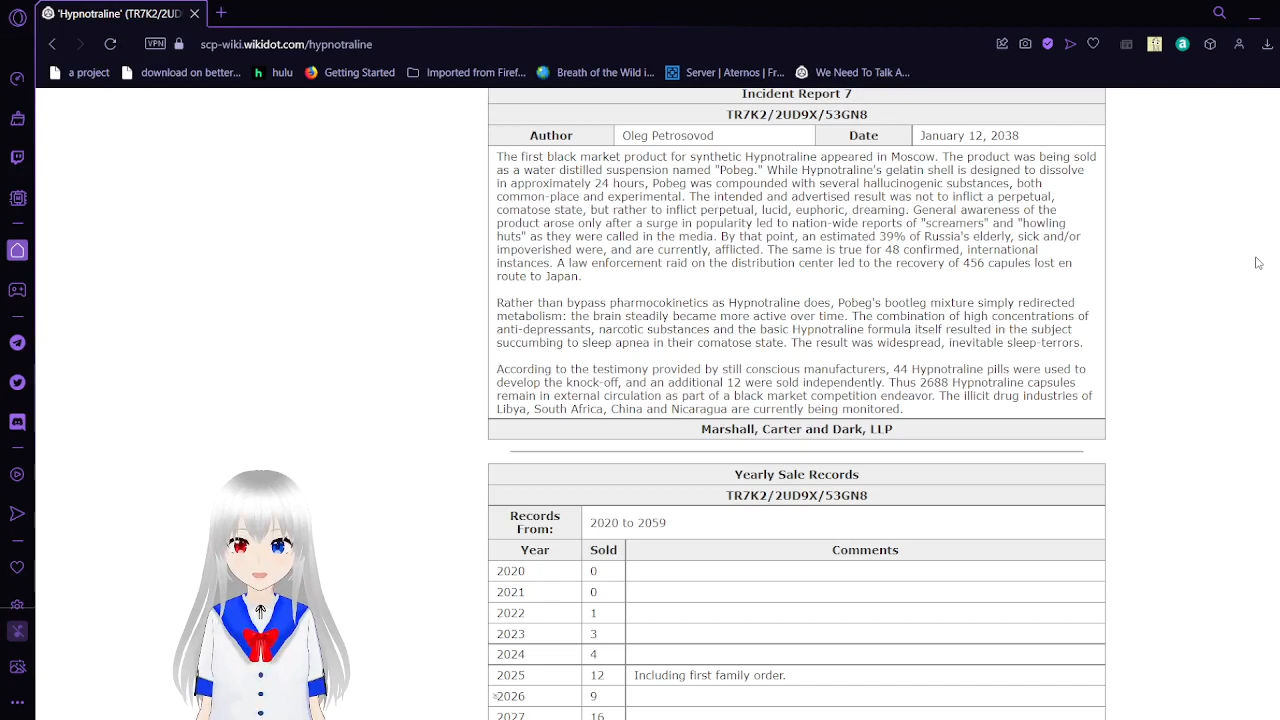 'Hypnotraline' (TR7K2/2UD
VPN
scp-wiki.wikidot.com/hypnotraline
a project
download on better...
hulu
Getting Started
Imported from Firef...
Breath of the Wild i...
Server | Aternos | Fr...
We Need To Talk A...
Incident Report 7
TR7K2/2UD9X/53GN8
Author Oleg Petrosovod Date January 12, 2038
The first black market product for synthetic Hypnotraline appeared in Moscow. The product was being sold
as a water distilled suspension named "Pobeg." While Hypnotraline's gelatin shell is designed to dissolve
in approximately 24 hours, Pobeg was compounded with several hallucinogenic substances, both
common-place and experimental. The intended and advertised result was not to inflict a perpetual,
comatose state, but rather to inflict perpetual, lucid, euphoric, dreaming. General awareness of the
product arose only after a surge in popularity led to nation-wide reports of "screamers" and "howling
huts" as they were called in the media. By that point, an estimated 39% of Russia's elderly, sick and/or
impoverished were, and are currently, afflicted. The same is true for 48 confirmed, international
instances. A law enforcement raid on the distribution center led to the recovery of 456 capules lost en
route to Japan.
Rather than bypass pharmocokinetics as Hypnotraline does, Pobeg's bootleg mixture simply redirected
metabolism: the brain steadily became more active over time. The combination of high concentrations of
anti-depressants, narcotic substances and the basic Hypnotraline formula itself resulted in the subject
succumbing to sleep apnea in their comatose state. The result was widespread, inevitable sleep-terrors.
According to the testimony provided by still conscious manufacturers, 44 Hypnotraline pills were used to
develop the knock-off, and an additional 12 were sold independently. Thus 2688 Hypnotraline capsules
remain in external circulation as part of a black market competition endeavor. The illicit drug industries of
Libya, South Africa, China and Nicaragua are currently being monitored.
Marshall, Carter and Dark, LLP
Yearly Sale Records
TR7K2/2UD9X/53GN8
Records From: 2020 to 2059
Year Sold Comments
2020 0
2021 0
2022 1
2023 3
2024 4
2025 12 Including first family order.
2026 9
2027 16